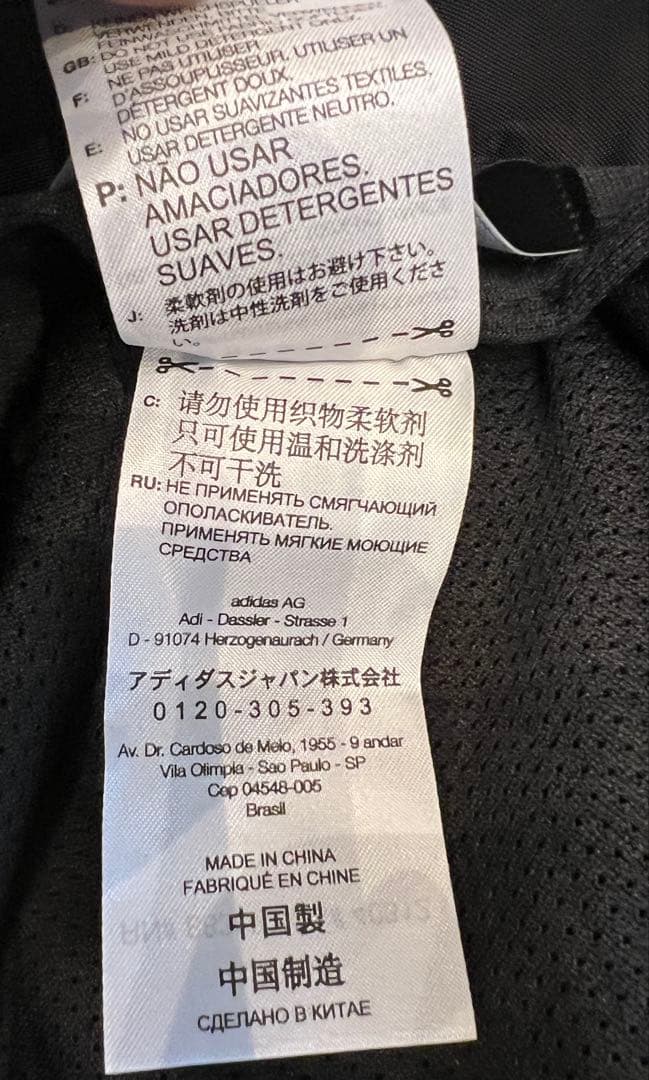 VERWENDEN.
FEINWASCHMITTEL VERWENDEN.
GB: DO NOT USE
USE MILD DETERGENT ONLY.
F: NE PAS UTILISER
D'ASSOUPLISSEUR. UTILISER UN
DÉTERGENT DOUX.
E: NO USAR SUAVIZANTES TEXTILES.
USAR DETERGENTE NEUTRO.
P: NÃO USAR
AMACIADORES.
USAR DETERGENTES
SUAVES.
J: 柔軟剤の使用はお避け下さい。
洗剤は中性洗剤をご使用くださ
い。
C: 请勿使用织物柔软剂
只可使用温和洗涤剂
不可干洗
RU: НЕ ПРИМЕНЯТЬ СМЯГЧАЮЩИЙ
ОПОЛАСКИВАТЕЛЬ.
ПРИМЕНЯТЬ МЯГКИЕ МОЮЩИЕ
СРЕДСТВА
adidas AG
Adi - Dassler - Strasse 1
D - 91074 Herzogenaurach / Germany
アディダスジャパン株式会社
0120-305-393
Av. Dr. Cardoso de Melo, 1955 - 9 andar
Vila Olimpia - Sao Paulo - SP
Cep 04548-005
Brasil
MADE IN CHINA
FABRIQUÉ EN CHINE
中国製
中国制造
СДЕЛАНО В КИТАЕ